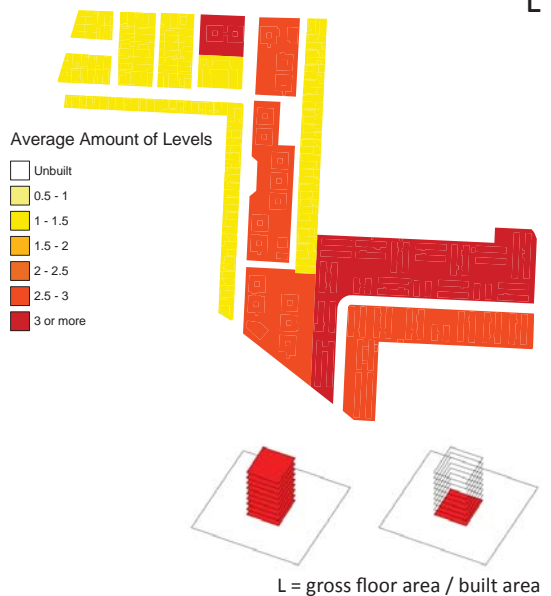 L
Average Amount of Levels
Unbuilt
0.5 - 1
1 - 1.5
1.5 - 2
2 - 2.5
2.5 - 3
3 or more
L = gross floor area / built area